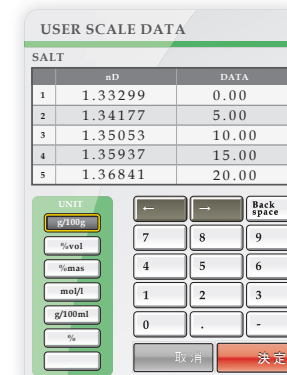 USER SCALE DATA
SALT
nD DATA
1 1.33299 0.00
2 1.34177 5.00
3 1.35053 10.00
4 1.35937 15.00
5 1.36841 20.00
UNIT
g/100g
%vol
%mas
mol/l
g/100ml
%
← → Back space
7 8 9
4 5 6
1 2 3
0 . -
取消 決定